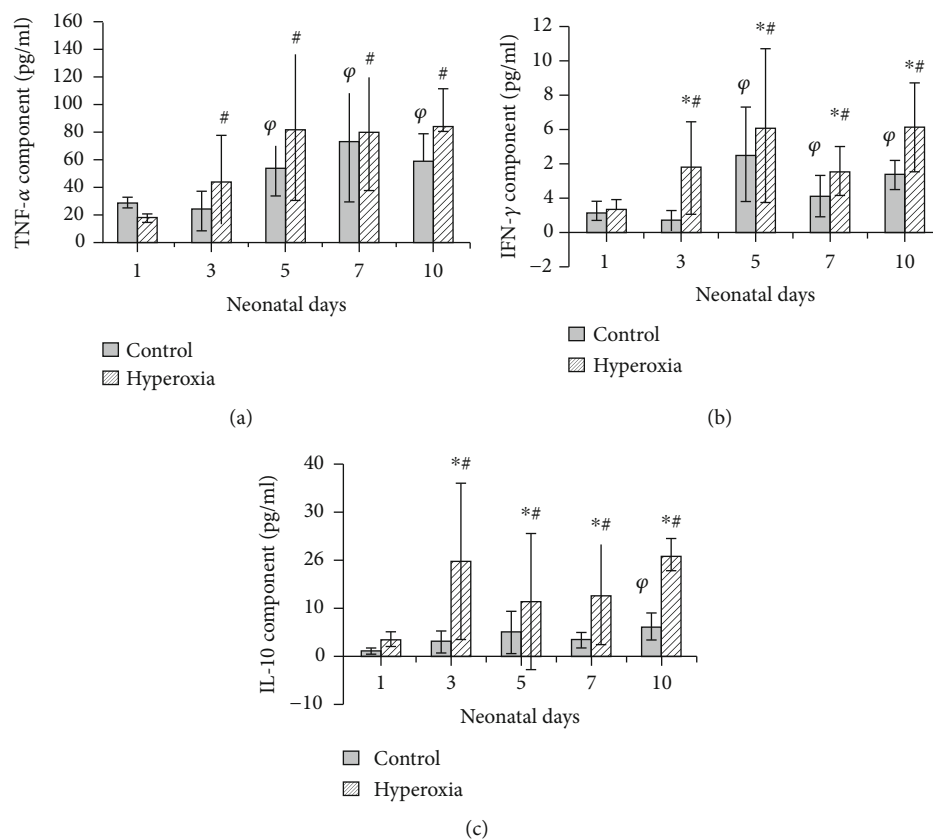 TNF-α component (pg/ml)
160
140
120
100
80
60
40
20
0
φ
φ
φ
#
#
#
#
1
3
5
7
10
Neonatal days
Control
Hyperoxia
(a)
IFN-γ component (pg/ml)
12
6
6
2
4
0
−2
φ
φ
φ
*#
*#
*#
*#
1
3
5
7
10
Neonatal days
Control
Hyperoxia
(b)
IL-10 component (pg/ml)
40
30
26
10
0
−10
*#
*#
*#
φ
*#
1
3
5
7
10
Neonatal days
Control
Hyperoxia
(c)